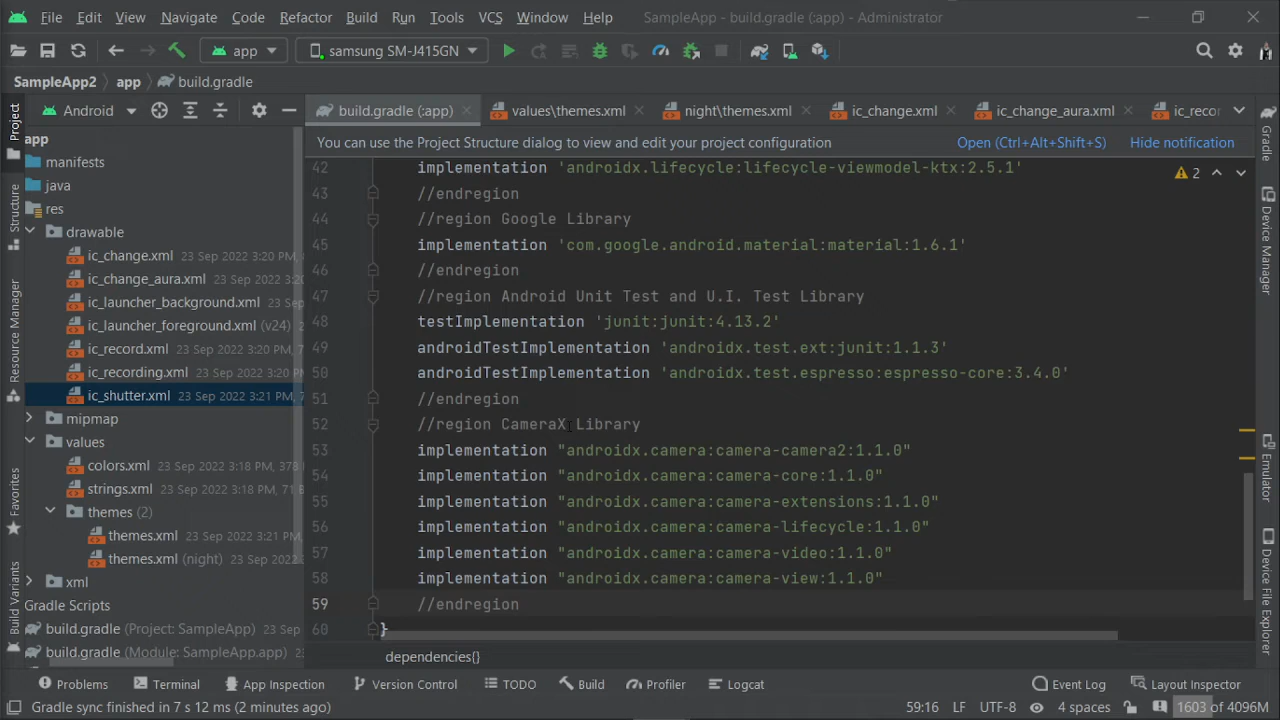 File Edit View Navigate Code Refactor Build Run Tools VCS Window Help SampleApp - build.gradle (:app) - Administrator
app samsung SM-J415GN
SampleApp2 app build.gradle
Android build.gradle (:app) values\themes.xml night\themes.xml ic_change.xml ic_change_aura.xml ic_recor
You can use the Project Structure dialog to view and edit your project configuration Open (Ctrl+Alt+Shift+S) Hide notification
Project
Structure
Resource Manager
Favorites
Build Variants
app
manifests
java
res
drawable
ic_change.xml 23 Sep 2022 3:20 PM,
ic_change_aura.xml 23 Sep 2022 3:20
ic_launcher_background.xml 23 Sep
ic_launcher_foreground.xml (v24)
ic_record.xml 23 Sep 2022 3:20 PM, 7
ic_recording.xml 23 Sep 2022 3:20 PM
ic_shutter.xml 23 Sep 2022 3:21 PM, 7
mipmap
values
colors.xml 23 Sep 2022 3:18 PM, 378
strings.xml 23 Sep 2022 3:18 PM, 71 B
themes (2)
themes.xml 23 Sep 2022 3:21
themes.xml (night) 23 Sep 2022
xml
Gradle Scripts
build.gradle (Project: SampleApp) 23 Sep
build.gradle (Module: SampleApp.app)
42 implementation 'androidx.lifecycle:lifecycle-viewmodel-ktx:2.5.1'
43 //endregion
44 //region Google Library
45 implementation 'com.google.android.material:material:1.6.1'
46 //endregion
47 //region Android Unit Test and U.I. Test Library
48 testImplementation 'junit:junit:4.13.2'
49 androidTestImplementation 'androidx.test.ext:junit:1.1.3'
50 androidTestImplementation 'androidx.test.espresso:espresso-core:3.4.0'
51 //endregion
52 //region CameraX Library
53 implementation "androidx.camera:camera-camera2:1.1.0"
54 implementation "androidx.camera:camera-core:1.1.0"
55 implementation "androidx.camera:camera-extensions:1.1.0"
56 implementation "androidx.camera:camera-lifecycle:1.1.0"
57 implementation "androidx.camera:camera-video:1.1.0"
58 implementation "androidx.camera:camera-view:1.1.0"
59 //endregion
60 }
dependencies{}
2
Gradle
Device Manager
Emulator
Device File Explorer
Problems Terminal App Inspection Version Control TODO Build Profiler Logcat Event Log Layout Inspector
Gradle sync finished in 7 s 12 ms (2 minutes ago) 59:16 LF UTF-8 4 spaces 1603 of 4096M